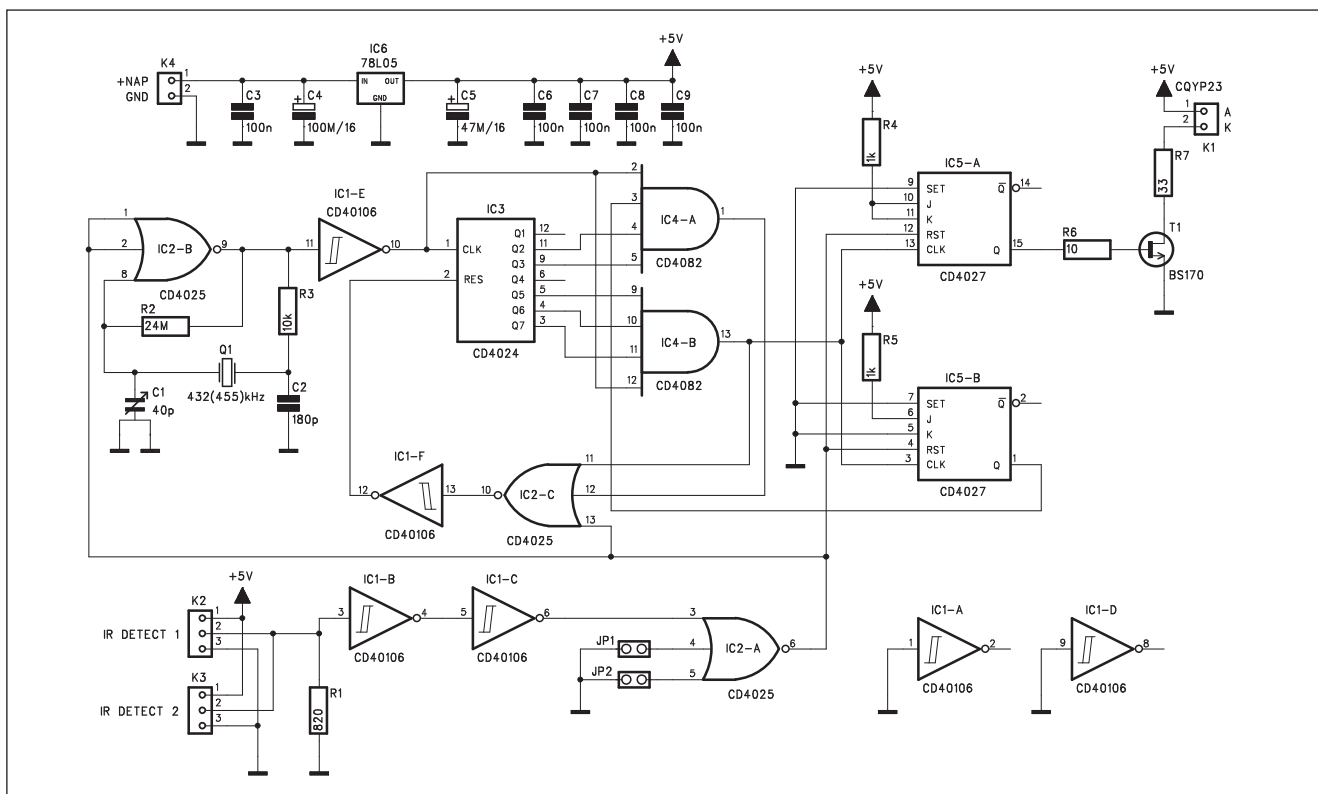 K4
+NAP
GND
1
2
IC6
78L05
IN OUT
GND
C3
100n
C4
100M/16
+
C5
47M/16
+
C6
100n
C7
100n
C8
100n
C9
100n
+5V
+5V
R4
1k
IC5-A
9 SET
10 J
11 K
12 RST
13 CLK
Q 14
Q 15
CD4027
R6
10
+5V
CQYP23
1 A
2 K
K1
R7
33
T1
BS170
1
2
8
IC2-B
9
CD4025
R2
24M
R3
10k
Q1
432(455)kHz
C1
40p
C2
180p
IC1-E
11
10
CD40106
IC3
1 CLK
2 RES
Q1 12
Q2 11
Q3 9
Q4 6
Q5 5
Q6 4
Q7 3
CD4024
2
3
4
5
IC4-A
1
CD4082
9
10
11
12
IC4-B
13
CD4082
+5V
R5
1k
IC5-B
7 SET
6 J
5 K
4 RST
3 CLK
Q 2
Q 1
CD4027
IC1-F
12
13
CD40106
IC2-C
10
11
12
13
CD4025
+5V
K2
IR DETECT 1
1
2
3
K3
IR DETECT 2
1
2
3
R1
820
IC1-B
3
4
CD40106
IC1-C
5
6
CD40106
JP1
JP2
3
4
5
IC2-A
6
CD4025
IC1-A
1
2
CD40106
IC1-D
9
8
CD40106